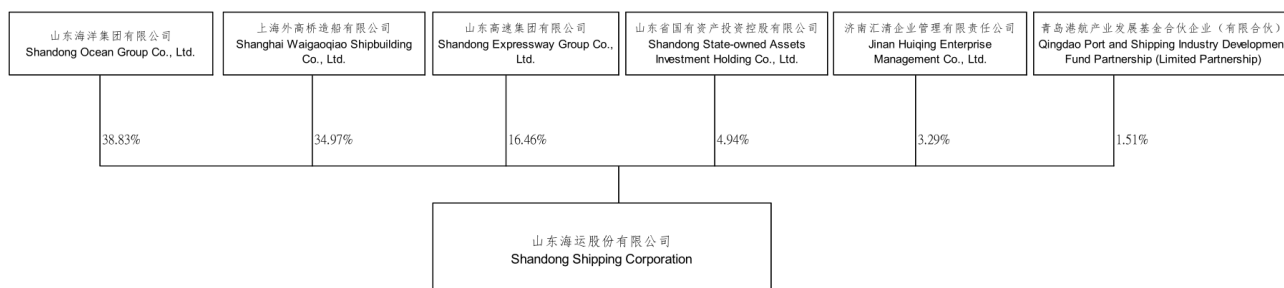 山东海洋集团有限公司
Shandong Ocean Group Co., Ltd.
上海外高桥造船有限公司
Shanghai Waigaoqiao Shipbuilding
Co., Ltd.
山东高速集团有限公司
Shandong Expressway Group Co.,
Ltd.
山东省国有资产投资控股有限公司
Shandong State-owned Assets
Investment Holding Co., Ltd.
济南汇清企业管理有限责任公司
Jinan Huiqing Enterprise
Management Co., Ltd.
青岛港航产业发展基金合伙企业（有限合伙）
Qingdao Port and Shipping Industry Developmen
Fund Partnership (Limited Partnership)
38.83%
34.97%
16.46%
4.94%
3.29%
1.51%
山东海运股份有限公司
Shandong Shipping Corporation